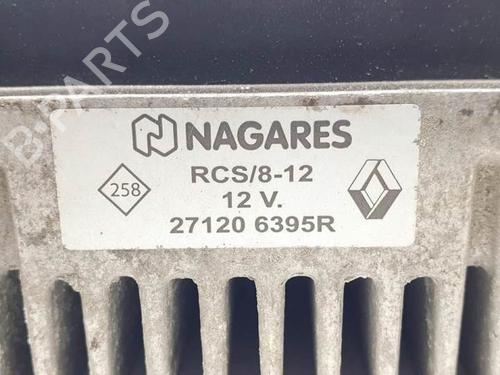 NAGARES
RCS/8-12
258
12 V.
27120 6395R
B-PARTS